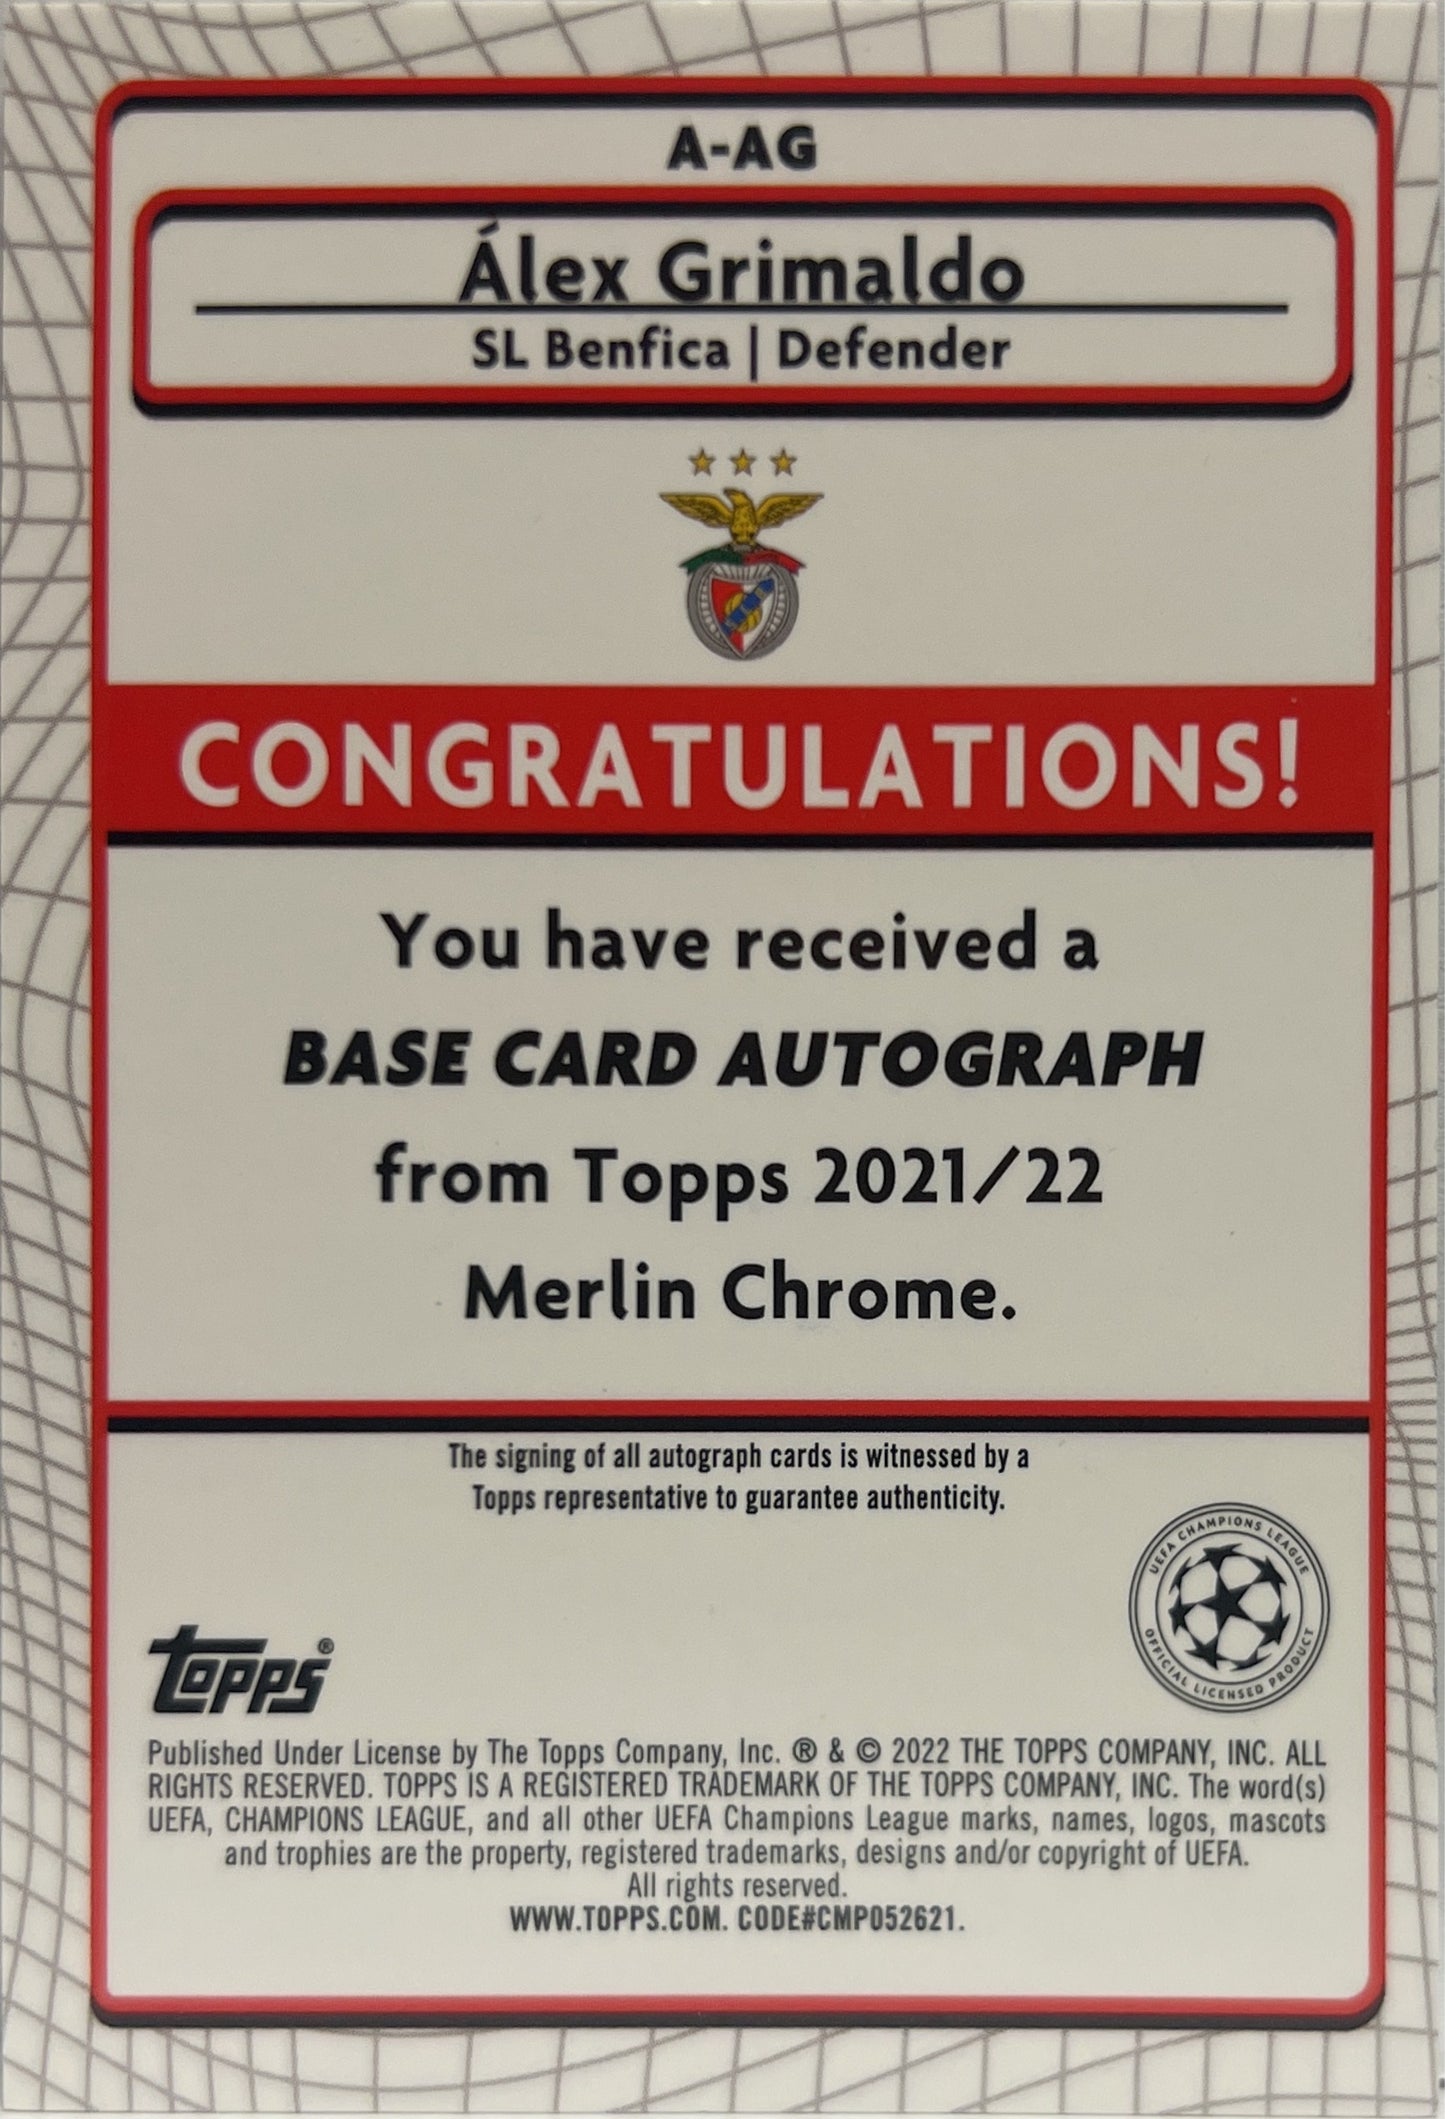 A-AG
Álex Grimaldo
SL Benfica | Defender
CONGRATULATIONS!
You have received a
BASE CARD AUTOGRAPH
from Topps 2021/22
Merlin Chrome.
The signing of all autograph cards is witnessed by a
Topps representative to guarantee authenticity.
UEFA CHAMPIONS LEAGUE
OFFICIAL LICENSED PRODUCT
Topps®
Published Under License by The Topps Company, Inc. ® & © 2022 THE TOPPS COMPANY, INC. ALL
RIGHTS RESERVED. TOPPS IS A REGISTERED TRADEMARK OF THE TOPPS COMPANY, INC. The word(s)
UEFA, CHAMPIONS LEAGUE, and all other UEFA Champions League marks, names, logos, mascots
and trophies are the property, registered trademarks, designs and/or copyright of UEFA.
All rights reserved.
WWW.TOPPS.COM. CODE#CMP052621.